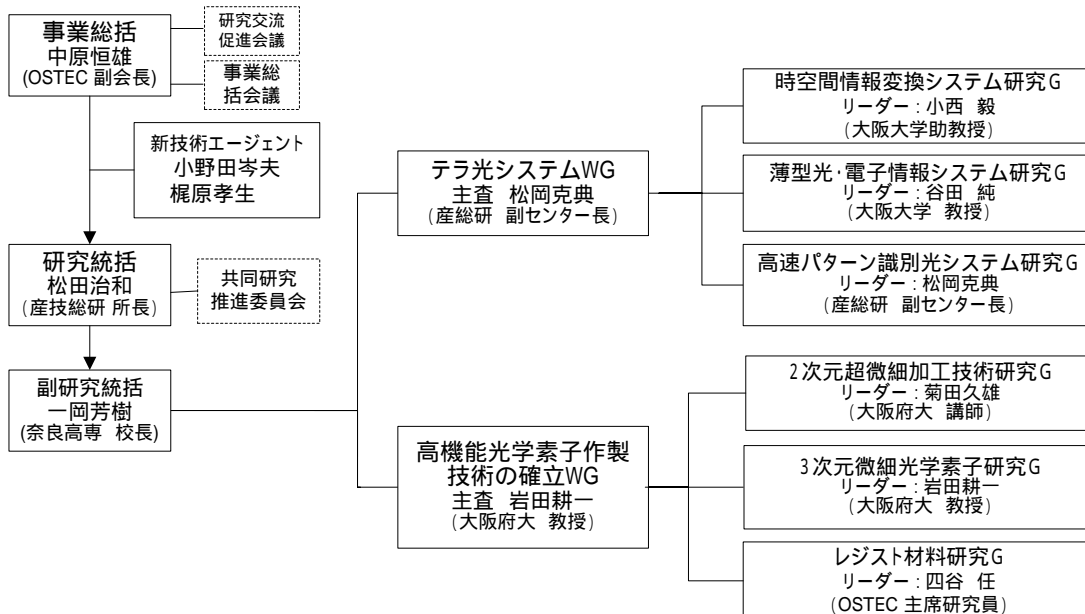 事業総括
中原恒雄
(OSTEC 副会長)
研究交流
促進会議
事業総
括会議
新技術エージェント
小野田岑夫
梶原孝生
研究統括
松田治和
(産技総研 所長)
共同研究
推進委員会
副研究統括
一岡芳樹
(奈良高専 校長)
テラ光システムWG
主査 松岡克典
(産総研 副センター長)
高機能光学素子作製
技術の確立WG
主査 岩田耕一
(大阪府大 教授)
時空間情報変換システム研究G
リーダー:小西 毅
(大阪大学助教授)
薄型光・電子情報システム研究G
リーダー:谷田 純
(大阪大学 教授)
高速パターン識別光システム研究G
リーダー:松岡克典
(産総研 副センター長)
2次元超微細加工技術研究G
リーダー:菊田久雄
(大阪府大 講師)
3次元微細光学素子研究G
リーダー:岩田耕一
(大阪府大 教授)
レジスト材料研究G
リーダー:四谷 任
(OSTEC 主席研究員)